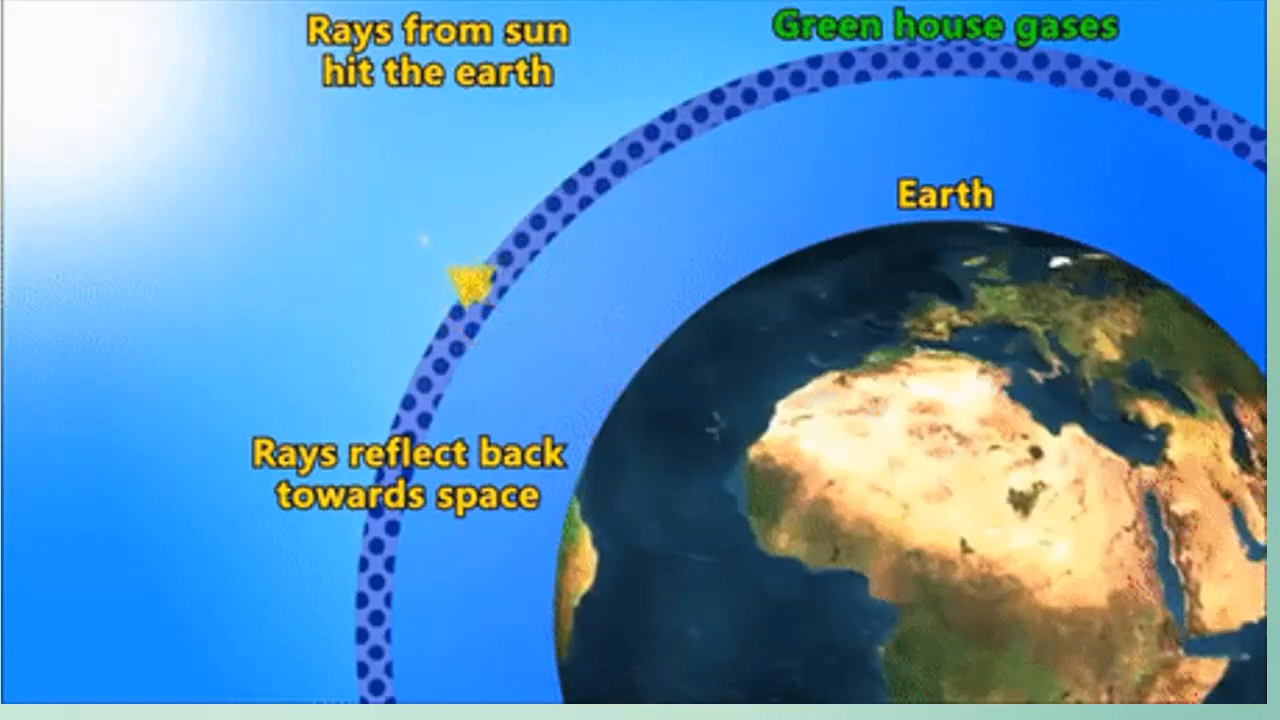 Rays from sun
hit the earth
Green house gases
Earth
Rays reflect back
towards space